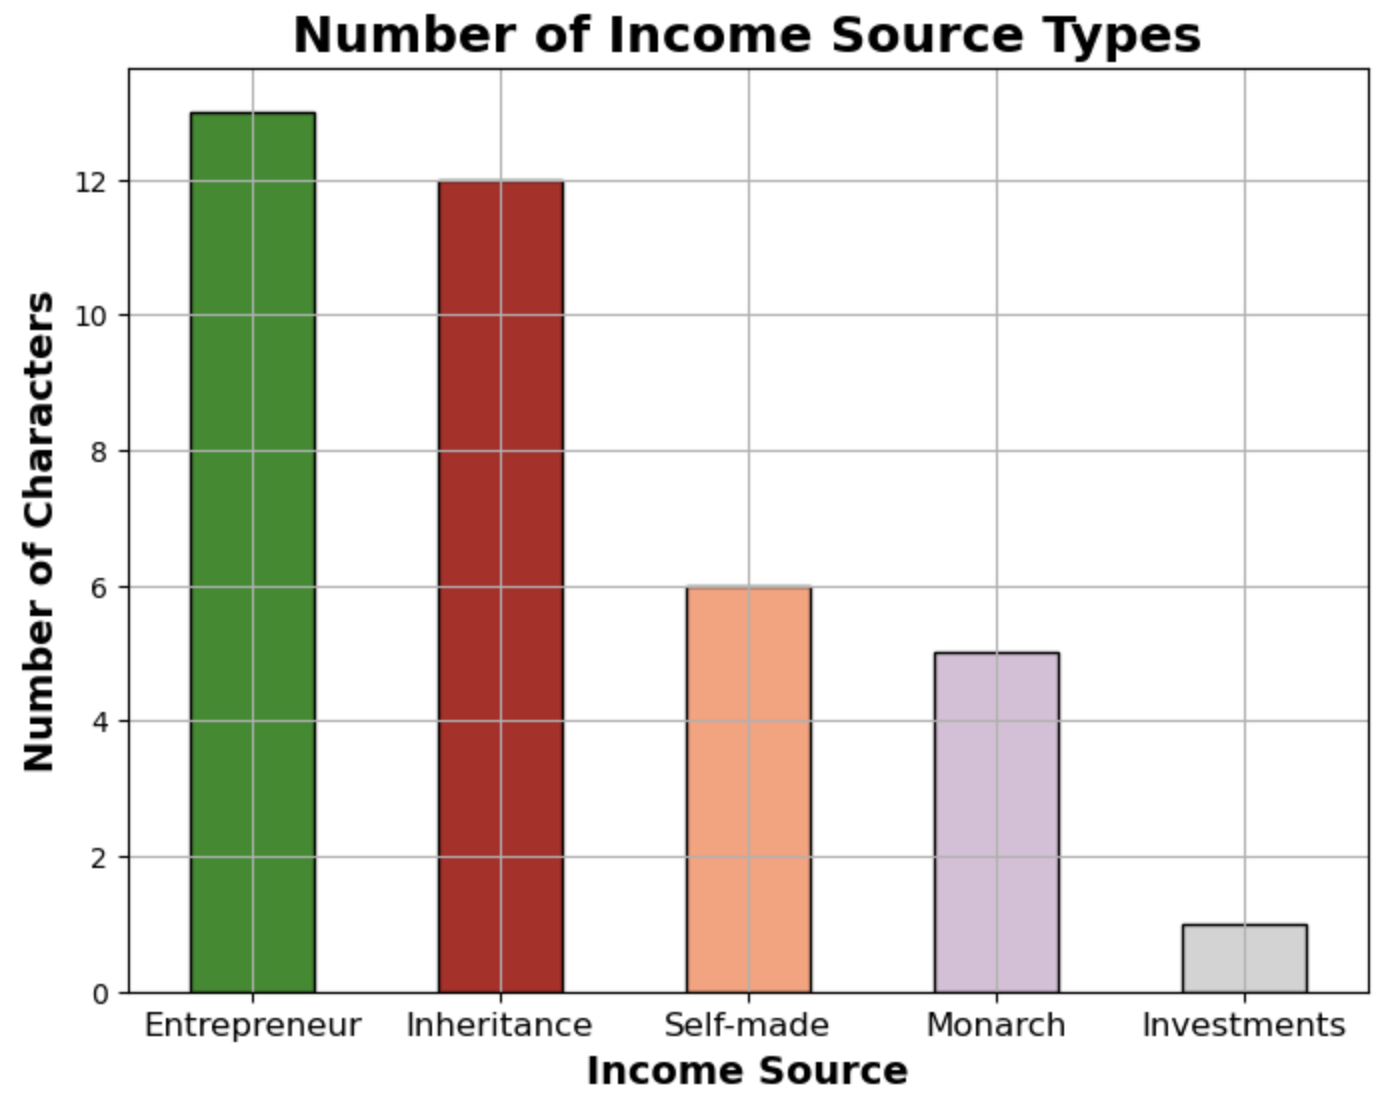 Number of Income Source Types
Number of Characters
12
10
8
6
4
2
0
Entrepreneur Inheritance Self-made Monarch Investments
Income Source